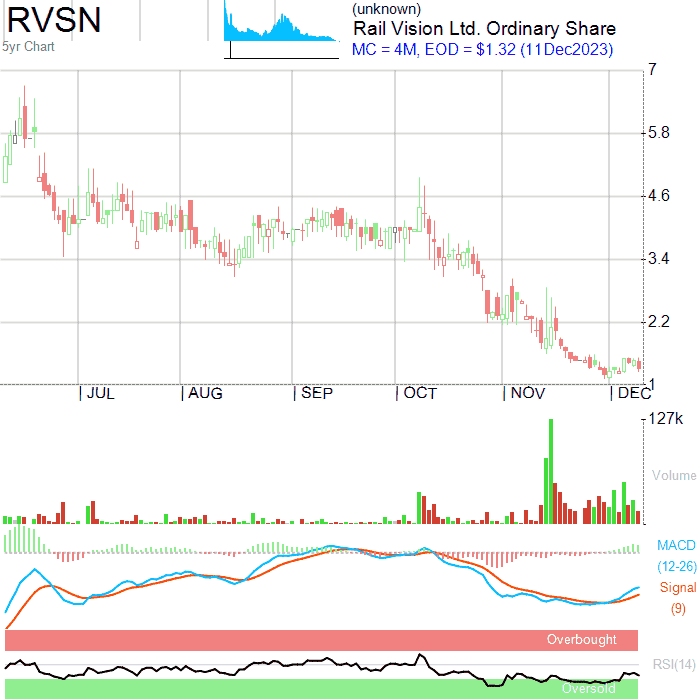 RVSN
5yr Chart
(unknown)
Rail Vision Ltd. Ordinary Share
MC = 4M, EOD = $1.32 (11Dec2023)
7
5.8
4.6
3.4
2.2
1
JUL
AUG
SEP
OCT
NOV
DEC
127k
Volume
MACD
(12-26)
Signal
(9)
Overbought
RSI(14)
Oversold